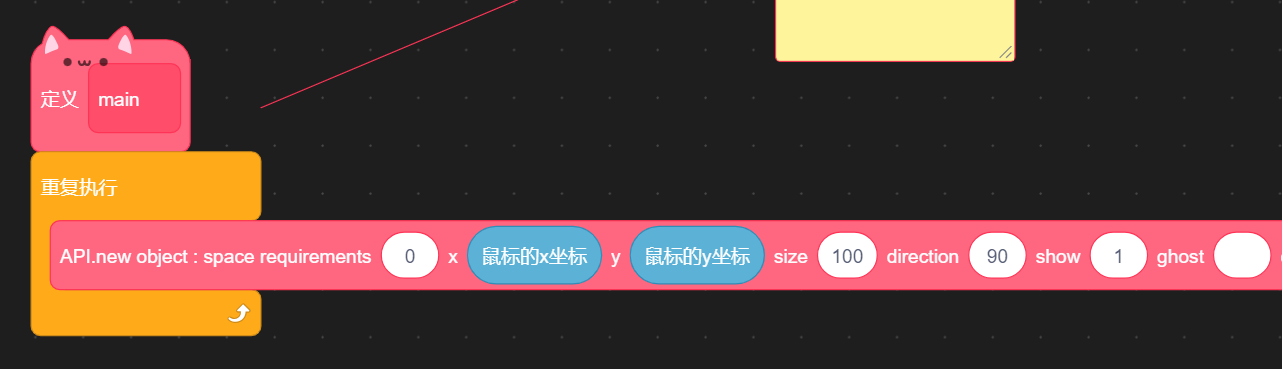 定义 main
重复执行
API.new object : space requirements 0 x 鼠标的x坐标 y 鼠标的y坐标 size 100 direction 90 show 1 ghost